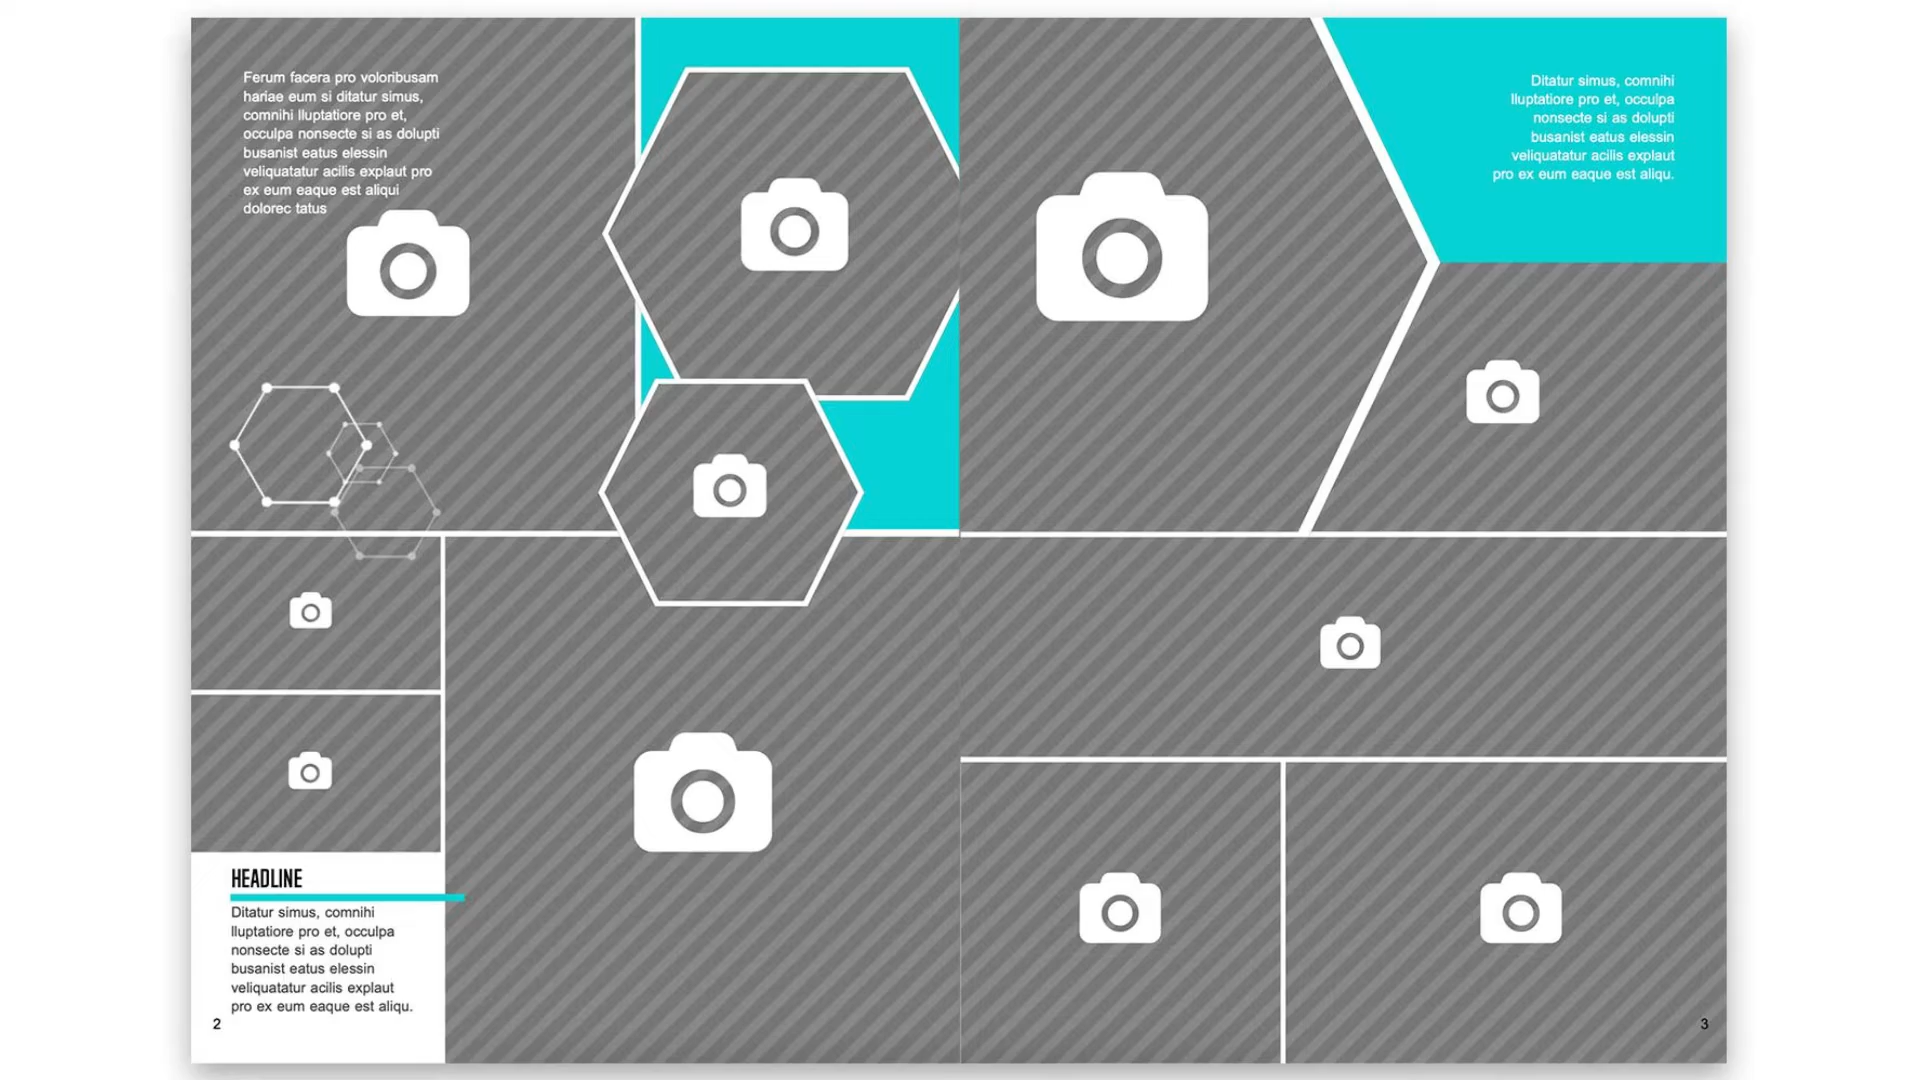 Ferum facera pro voloribusam
hariae eum si ditatur simus,
comnihi lluptatiore pro et,
occulpa nonsecte si as dolupti
busanist eatus elessin
veliquatatur acilis explaut pro
ex eum eaque est aliqui
dolorec tatus
HEADLINE
Ditatur simus, comnihi
lluptatiore pro et, occulpa
nonsecte si as dolupti
busanist eatus elessin
veliquatatur acilis explaut
pro ex eum eaque est aliqu.
2
Ditatur simus, comnihi
lluptatiore pro et, occulpa
nonsecte si as dolupti
busanist eatus elessin
veliquatatur acilis explaut
pro ex eum eaque est aliqu.
3